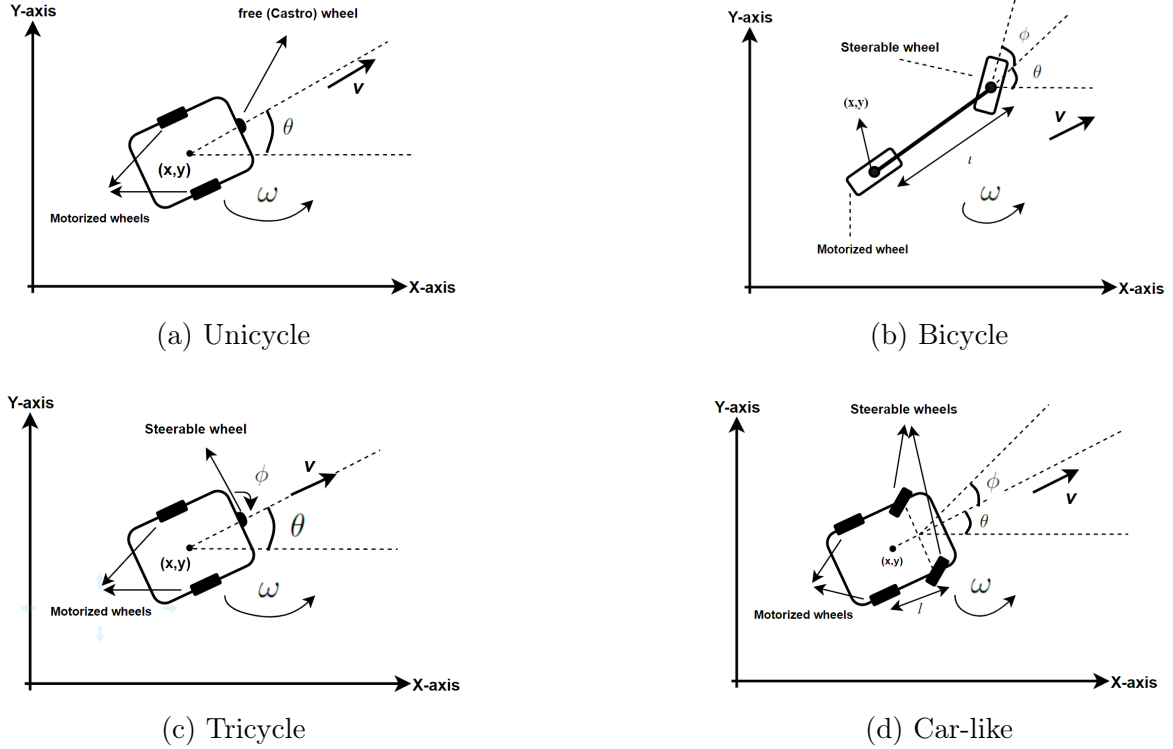 Y-axis
free (Castro) wheel
v
θ
(x,y)
ω
Motorized wheels
X-axis
(a) Unicycle
Y-axis
Steerable wheel
ϕ
θ
(x,y)
v
ι
ω
Motorized wheel
X-axis
(b) Bicycle
Y-axis
Steerable wheel
v
ϕ
θ
(x,y)
ω
Motorized wheels
X-axis
(c) Tricycle
Y-axis
Steerable wheels
ϕ
v
θ
(x,y)
ω
Motorized wheels
l
X-axis
(d) Car-like